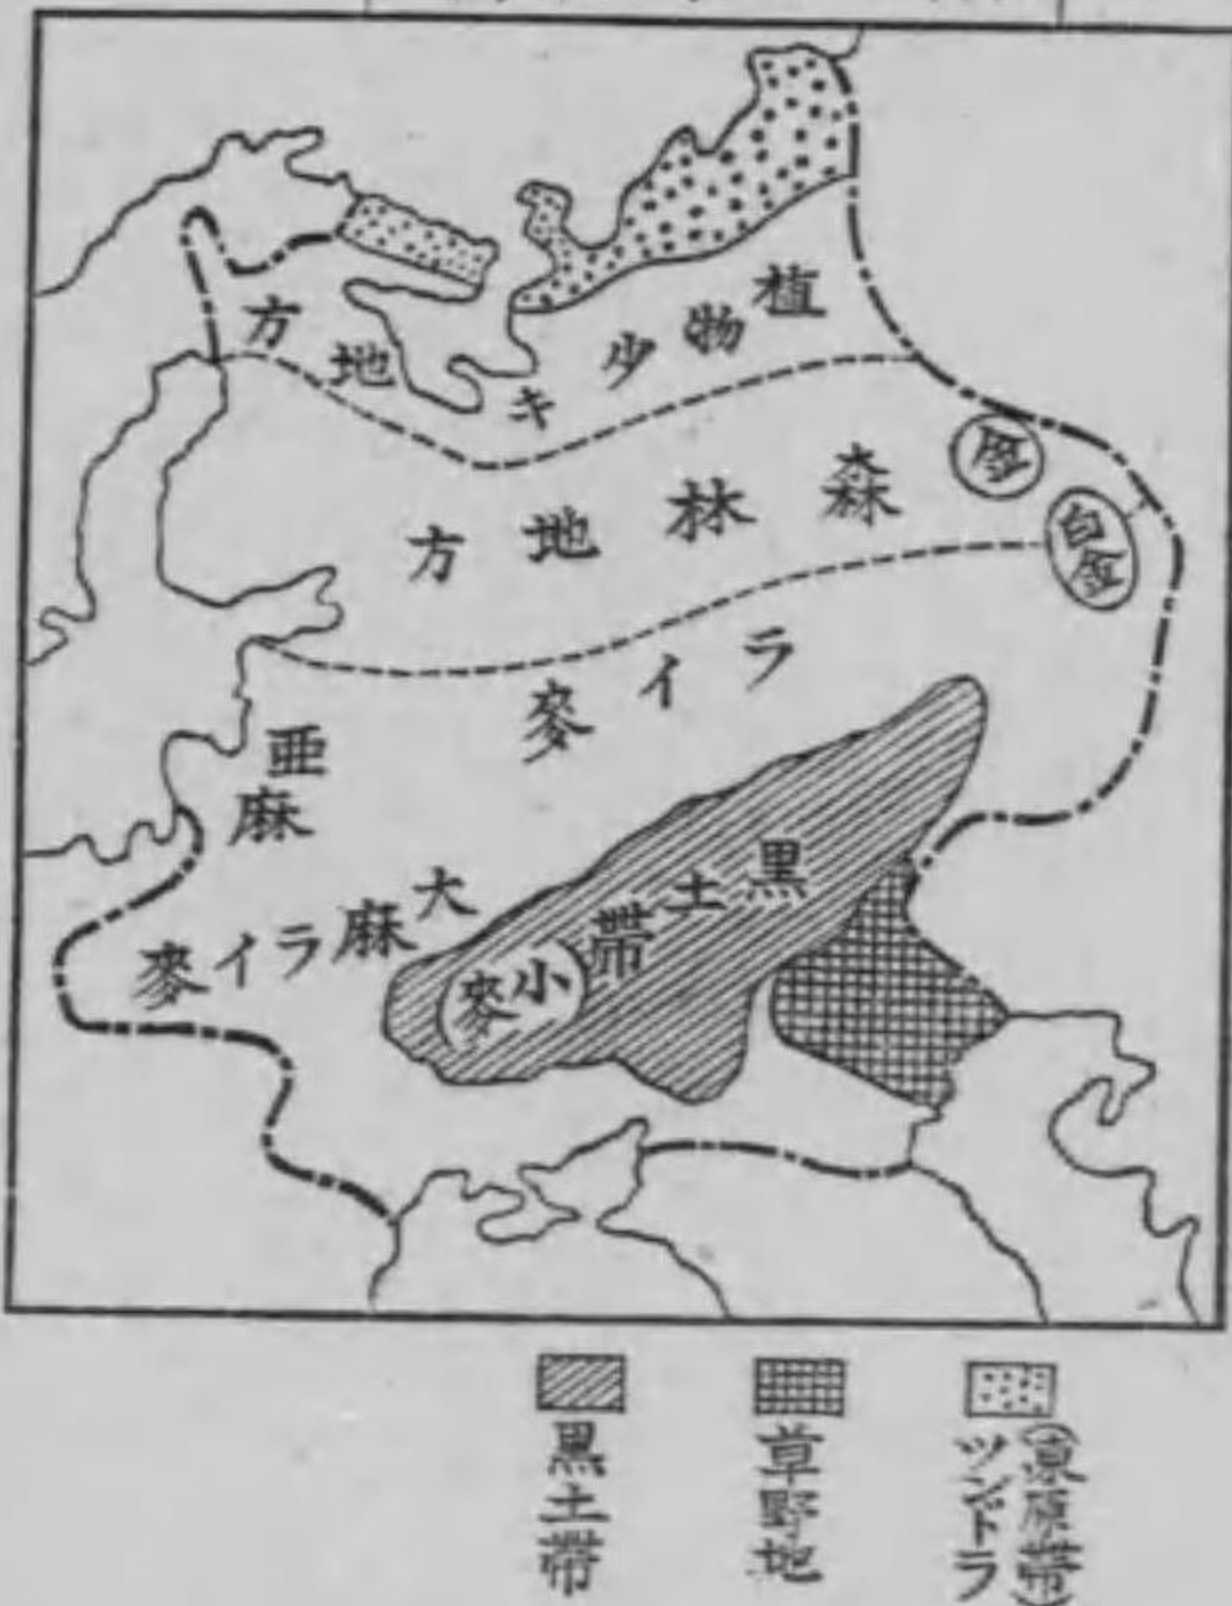 植物少キ地方
森林地方
金
白金
ライ麥
亜麻
大麻
ライ麥
黒土帯
小麥
ツンドラ
(凍原帯)
草野地
黒土帯